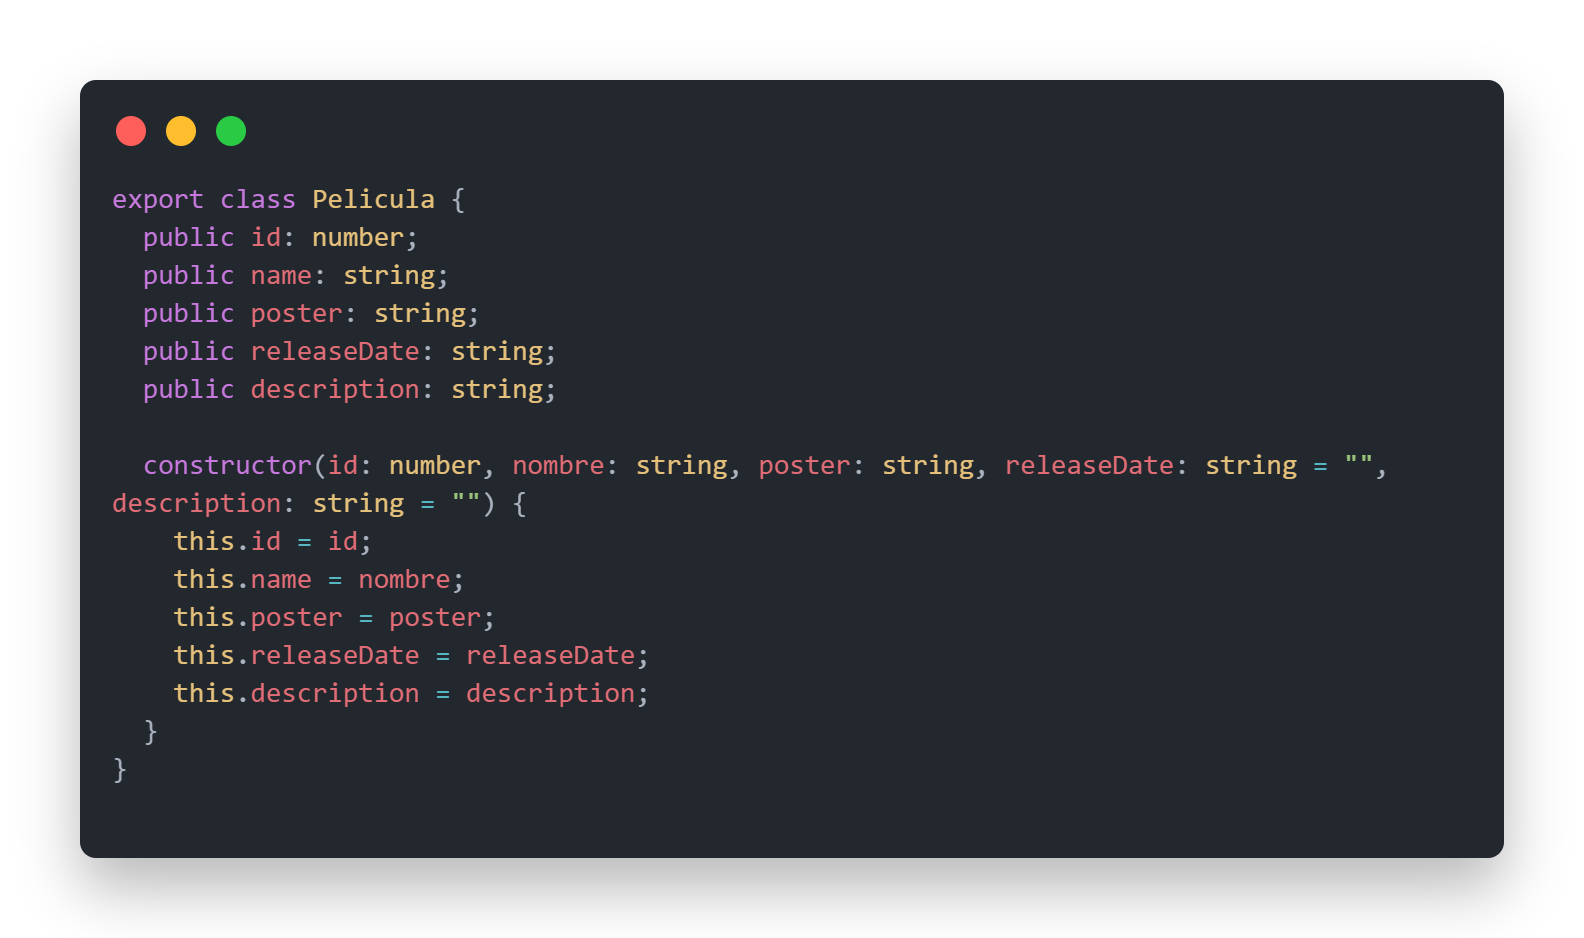 export class Pelicula {
  public id: number;
  public name: string;
  public poster: string;
  public releaseDate: string;
  public description: string;

  constructor(id: number, nombre: string, poster: string, releaseDate: string = "",
description: string = "") {
    this.id = id;
    this.name = nombre;
    this.poster = poster;
    this.releaseDate = releaseDate;
    this.description = description;
  }
}